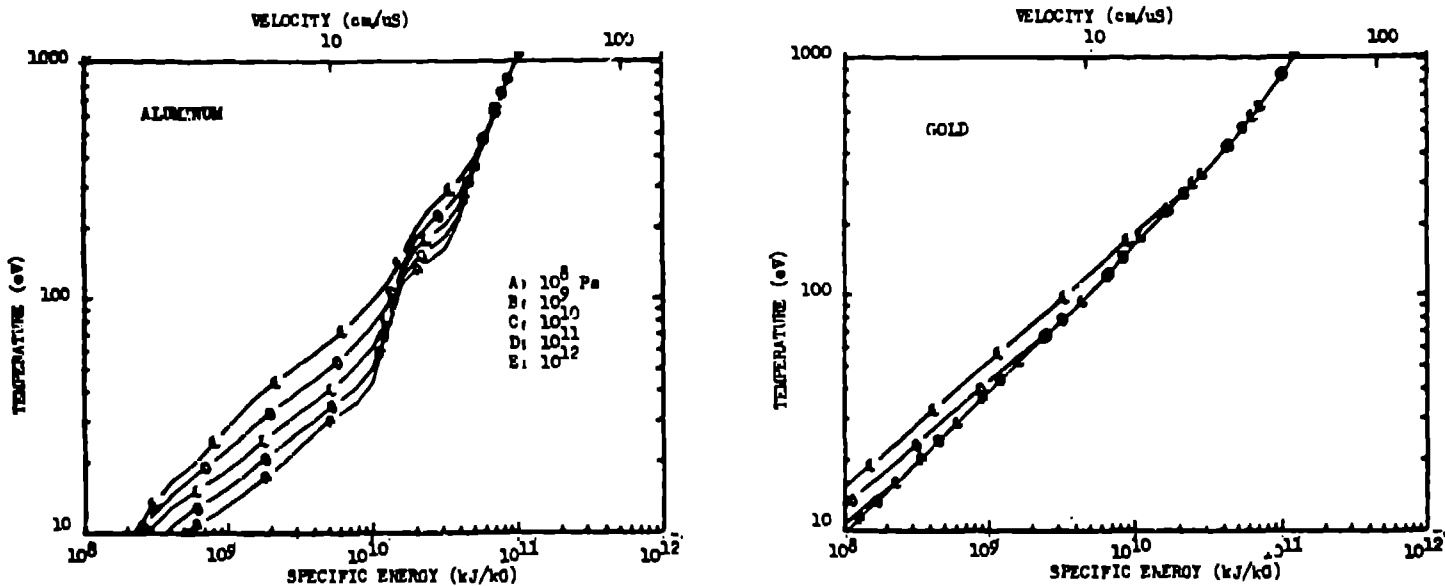 VELOCITY (cm/uS)
10 100
1000
ALUMINUM
100
10
TEMPERATURE (eV)
A: 10^8 Pa
B: 10^9
C: 10^10
D: 10^11
E: 10^12
10^8 10^9 10^10 10^11 10^12
SPECIFIC ENERGY (kJ/kG)
VELOCITY (cm/uS)
10 100
1000
GOLD
100
10
TEMPERATURE (eV)
10^8 10^9 10^10 10^11 10^12
SPECIFIC ENERGY (kJ/kG)